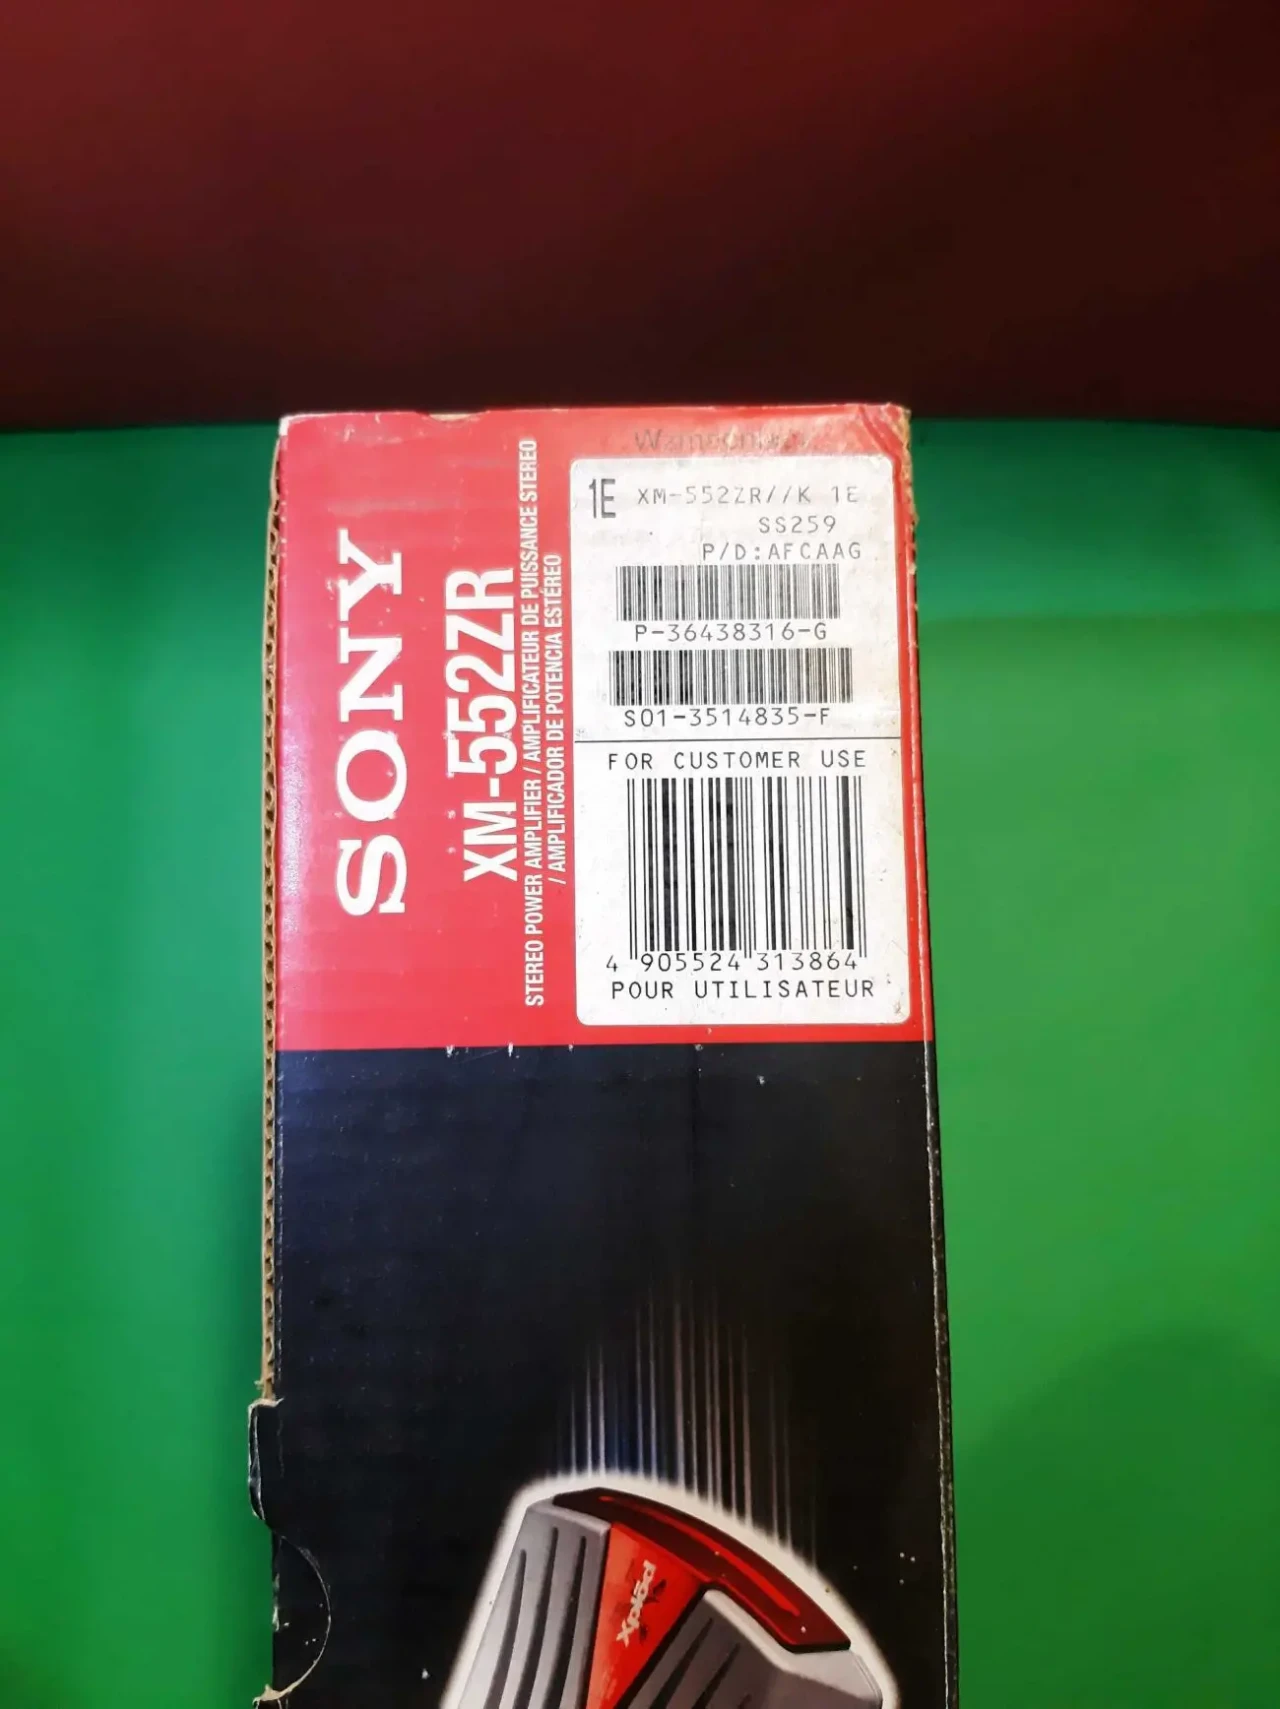 SONY
XM-552ZR
STEREO POWER AMPLIFIER / AMPLIFICATEUR DE PUISSANCE STEREO
/ AMPLIFICADOR DE POTENCIA ESTÉREO
1E XM-552ZR//K 1E
SS259
P/D:AFCAAG
P-36438316-G
S01-3514835-F
FOR CUSTOMER USE
4 905524 313864
POUR UTILISATEUR
Xplōd